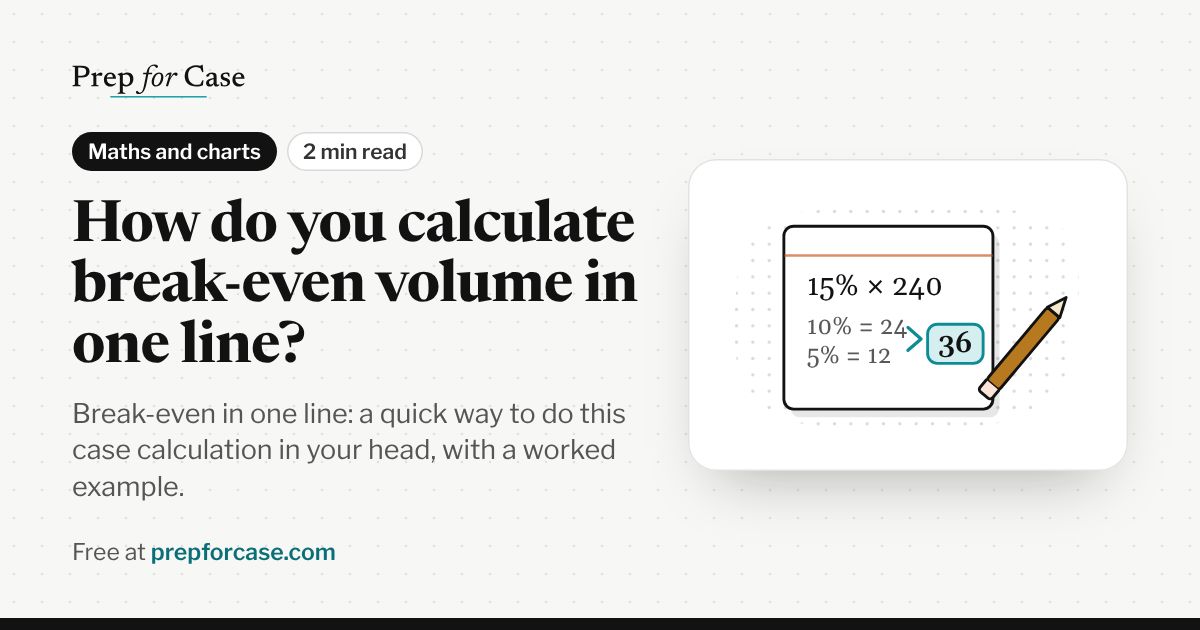 Prep for Case
Maths and charts
2 min read
How do you calculate
break-even volume in
one line?
Break-even in one line: a quick way to do this
case calculation in your head, with a worked
example.
Free at prepforcase.com
15% × 240
10% = 24
5% = 12
36